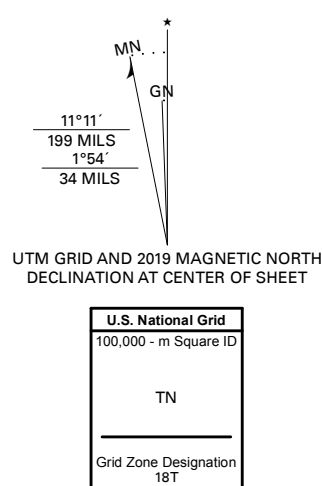 MN
GN
11°11´
199 MILS
1°54´
34 MILS
UTM GRID AND 2019 MAGNETIC NORTH
DECLINATION AT CENTER OF SHEET
U.S. National Grid
100,000 - m Square ID
TN
Grid Zone Designation
18T